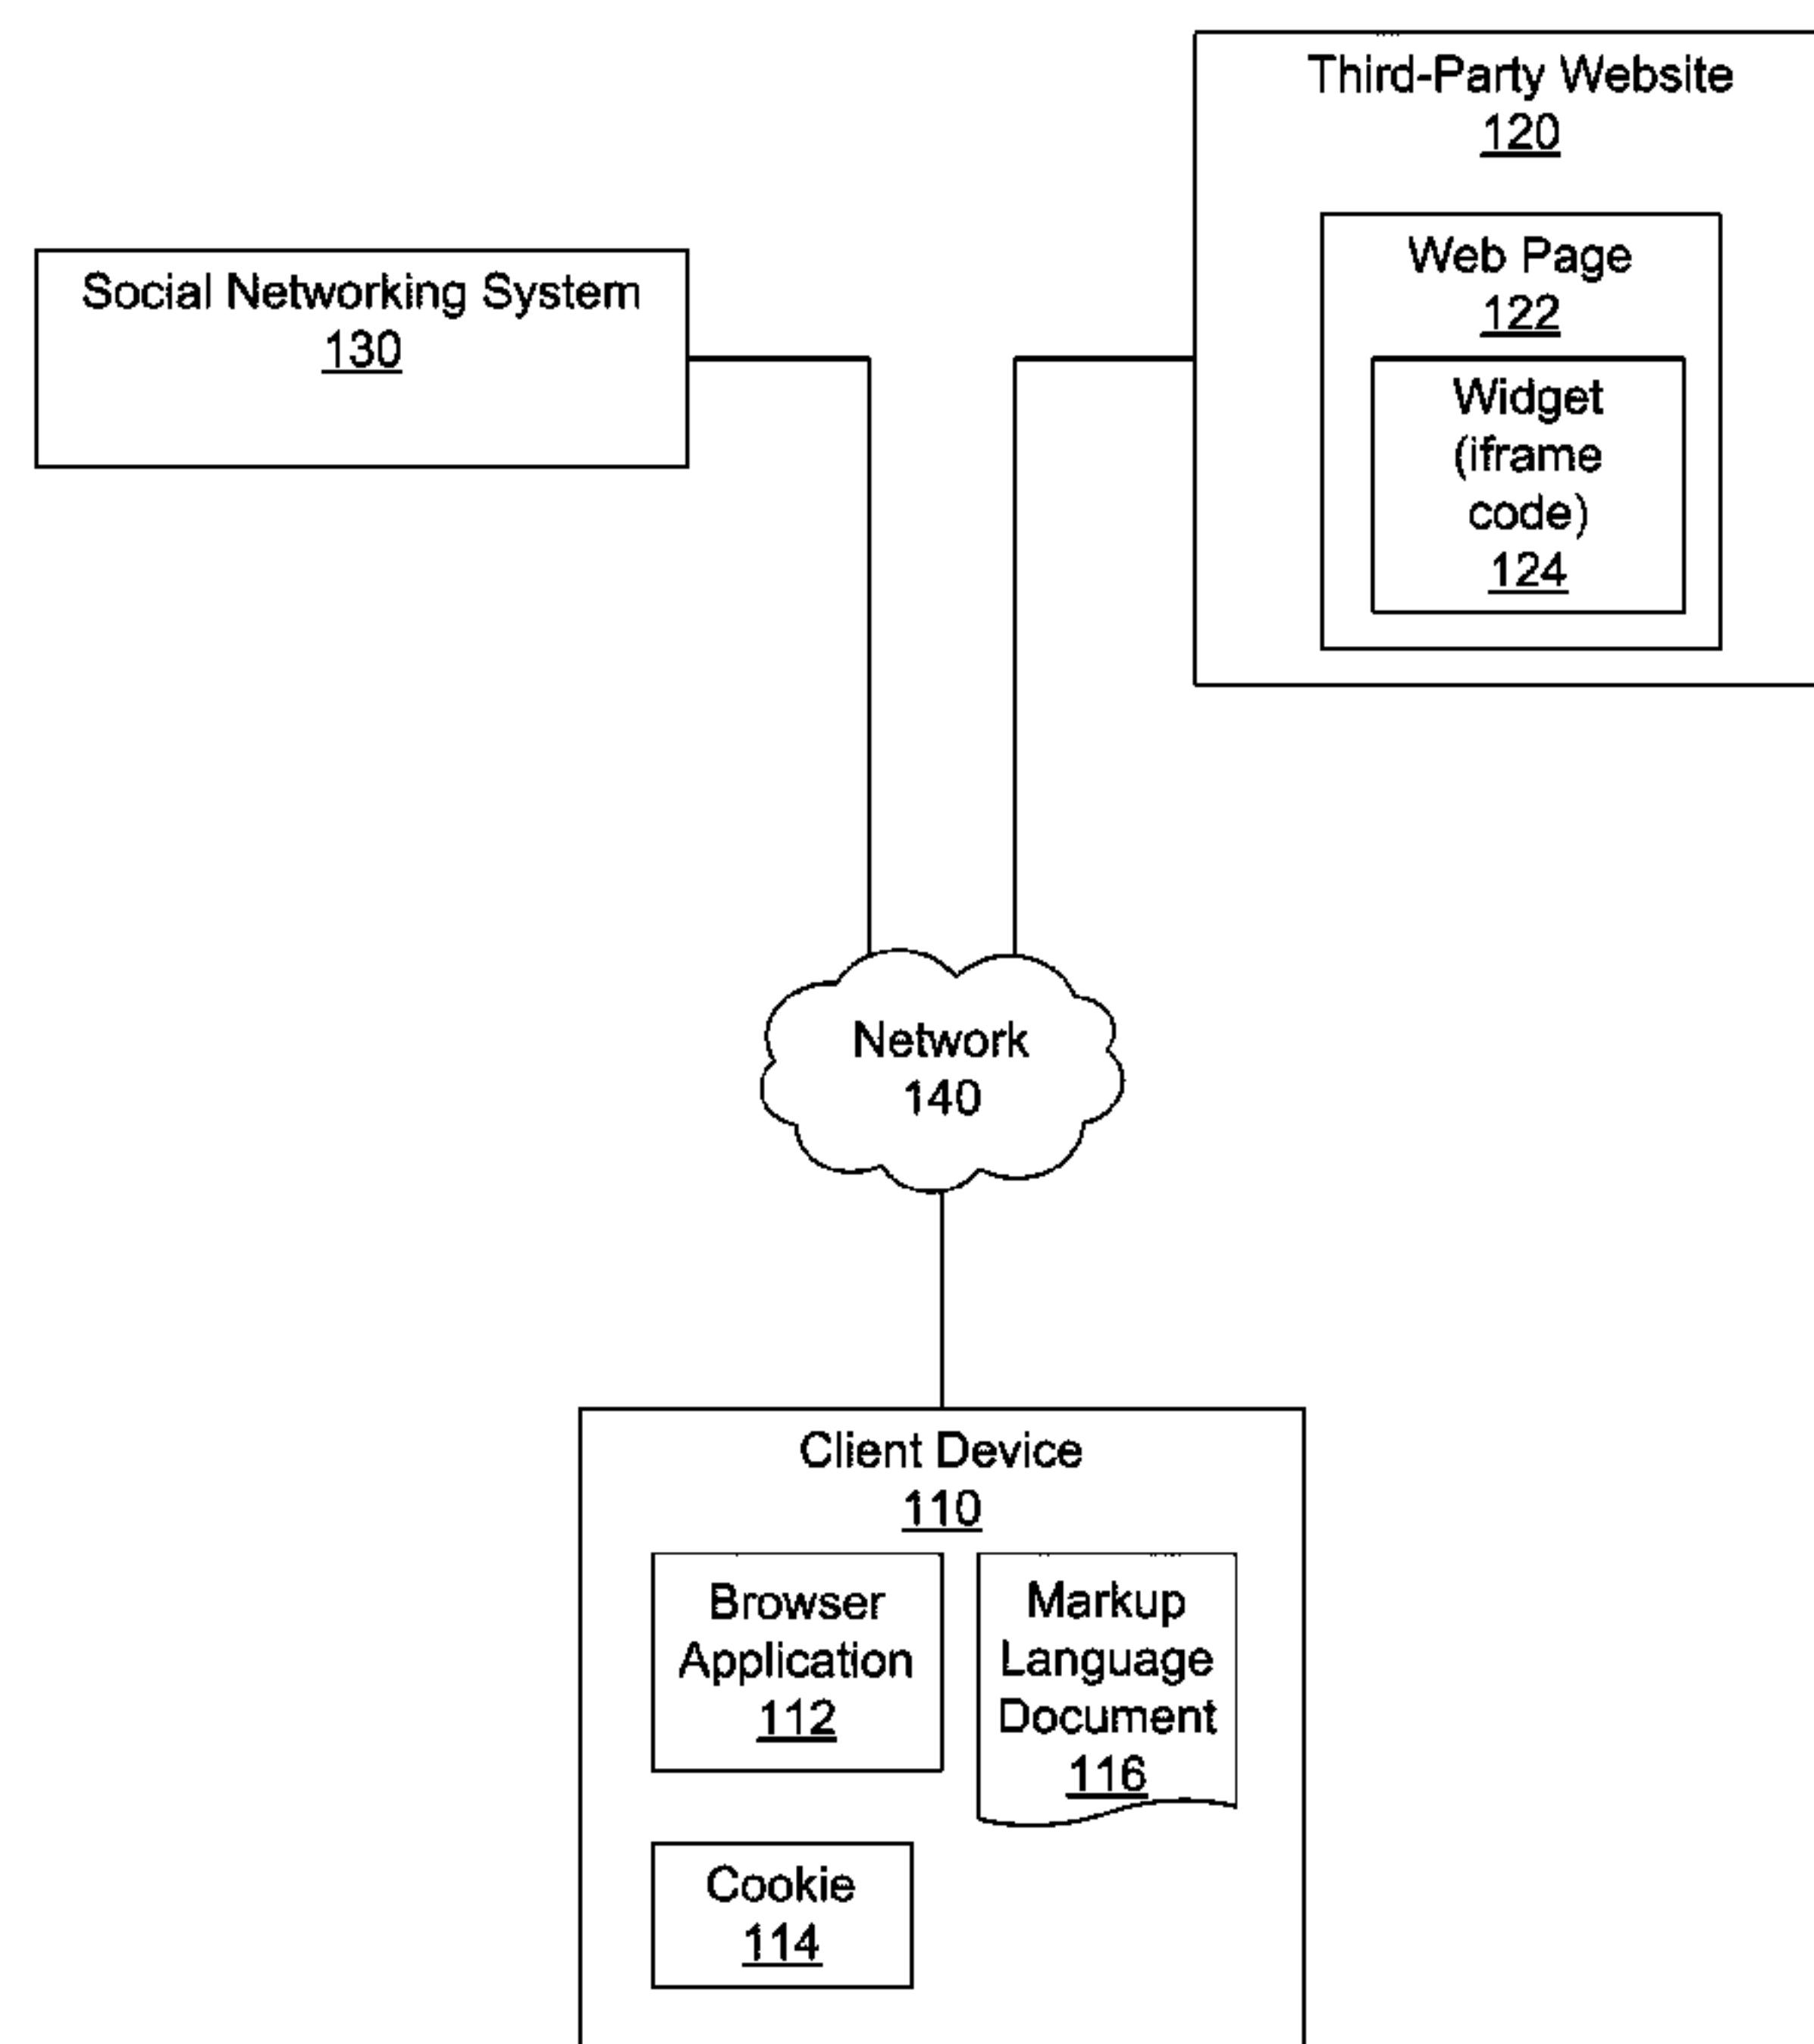 Third-Party Website
120
Social Networking System
130
Web Page
122
Widget
(iframe
code)
124
Network
140
Client Device
110
Browser
Application
112
Markup
Language
Document
116
Cookie
114